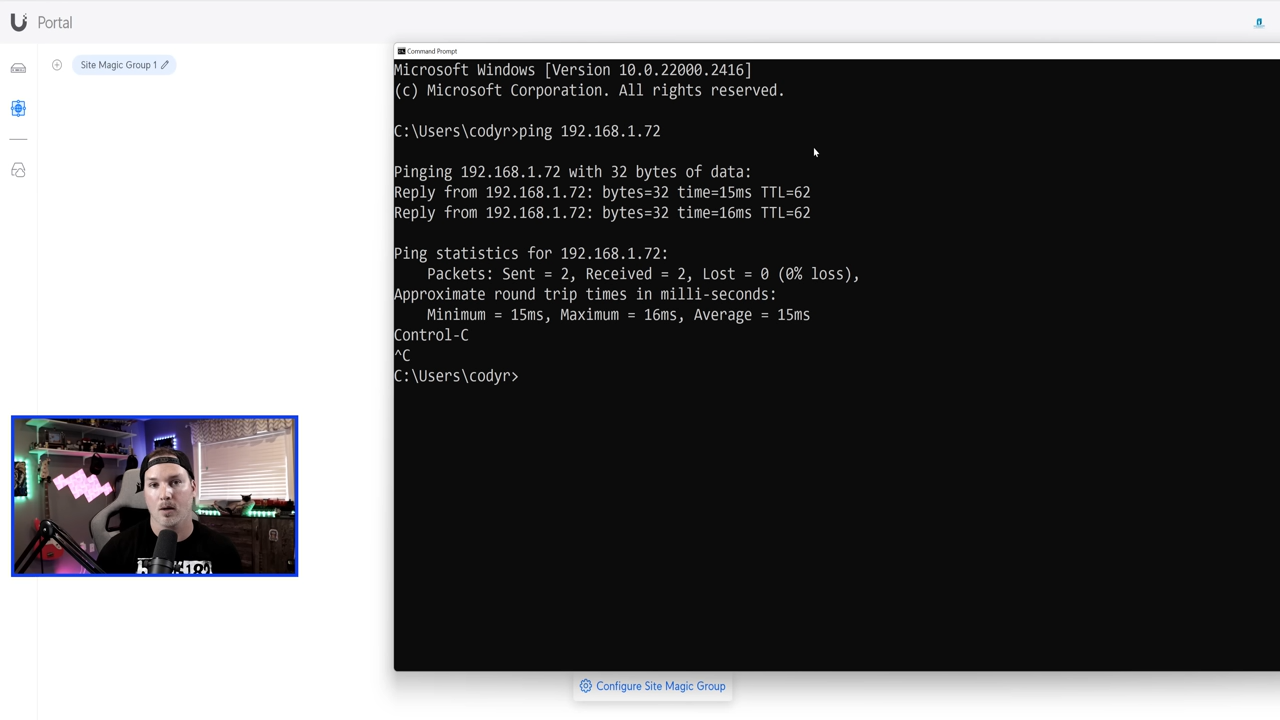 Portal
Site Magic Group 1
Command Prompt
Microsoft Windows [Version 10.0.22000.2416]
(c) Microsoft Corporation. All rights reserved.
C:\Users\codyr>ping 192.168.1.72
Pinging 192.168.1.72 with 32 bytes of data:
Reply from 192.168.1.72: bytes=32 time=15ms TTL=62
Reply from 192.168.1.72: bytes=32 time=16ms TTL=62
Ping statistics for 192.168.1.72:
Packets: Sent = 2, Received = 2, Lost = 0 (0% loss),
Approximate round trip times in milli-seconds:
Minimum = 15ms, Maximum = 16ms, Average = 15ms
Control-C
^C
C:\Users\codyr>
Configure Site Magic Group